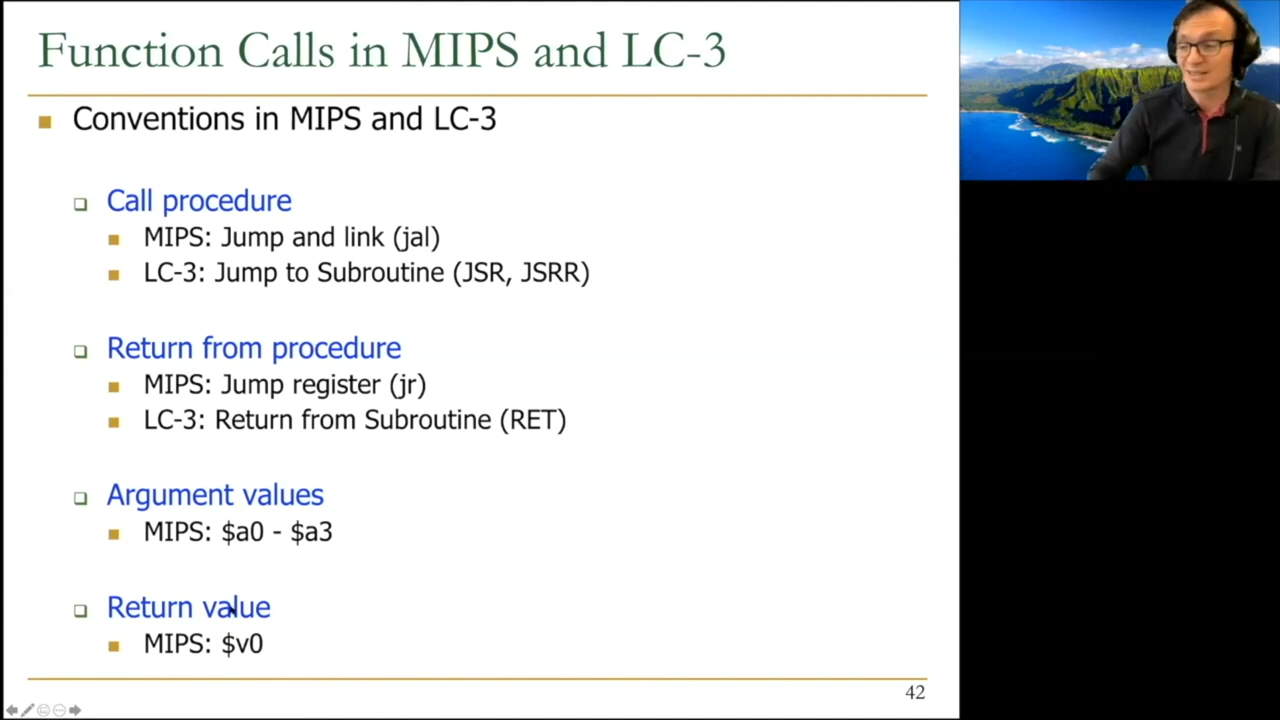 Function Calls in MIPS and LC-3
Conventions in MIPS and LC-3
Call procedure
MIPS: Jump and link (jal)
LC-3: Jump to Subroutine (JSR, JSRR)
Return from procedure
MIPS: Jump register (jr)
LC-3: Return from Subroutine (RET)
Argument values
MIPS: $a0 - $a3
Return value
MIPS: $v0
42